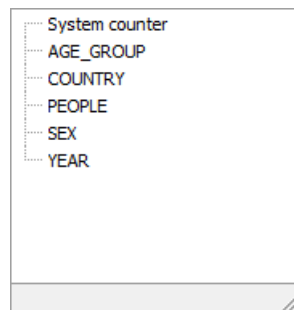 System counter
AGE_GROUP
COUNTRY
PEOPLE
SEX
YEAR